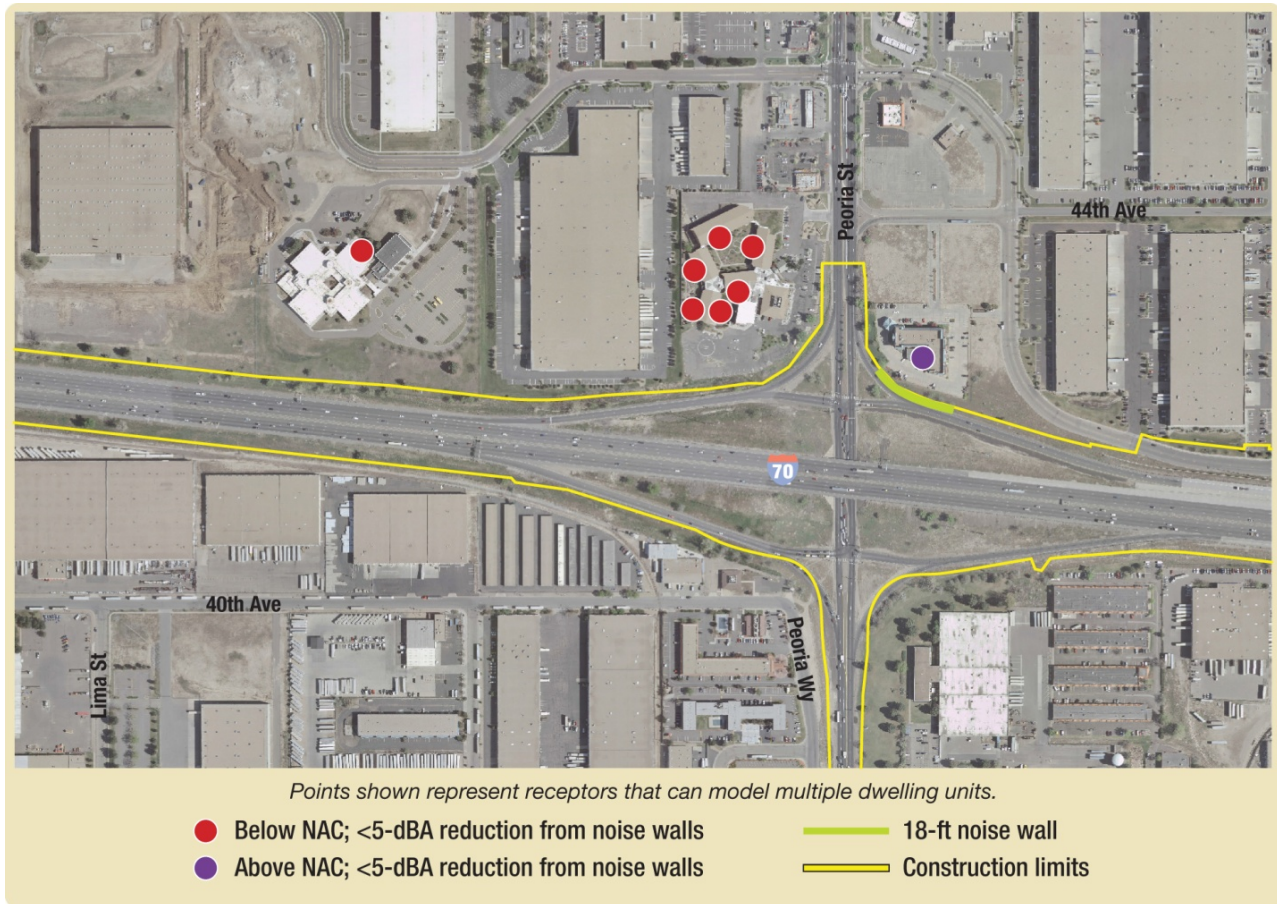 44th Ave
Peoria St
70
40th Ave
Lima St
Peoria Wy
Points shown represent receptors that can model multiple dwelling units.
Below NAC; <5-dBA reduction from noise walls
18-ft noise wall
Above NAC; <5-dBA reduction from noise walls
Construction limits